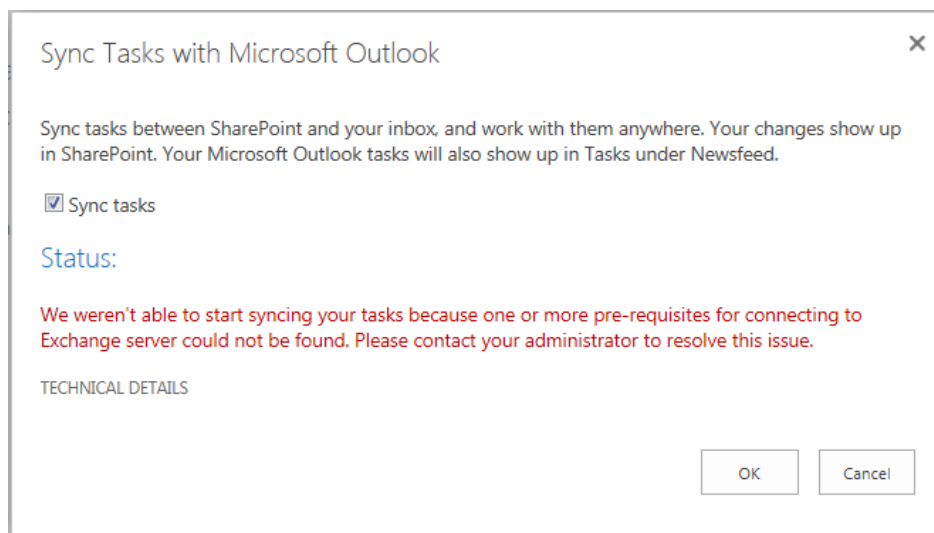 Sync Tasks with Microsoft Outlook
Sync tasks between SharePoint and your inbox, and work with them anywhere. Your changes show up
in SharePoint. Your Microsoft Outlook tasks will also show up in Tasks under Newsfeed.
Sync tasks
Status:
We weren't able to start syncing your tasks because one or more pre-requisites for connecting to
Exchange server could not be found. Please contact your administrator to resolve this issue.
TECHNICAL DETAILS
OK Cancel